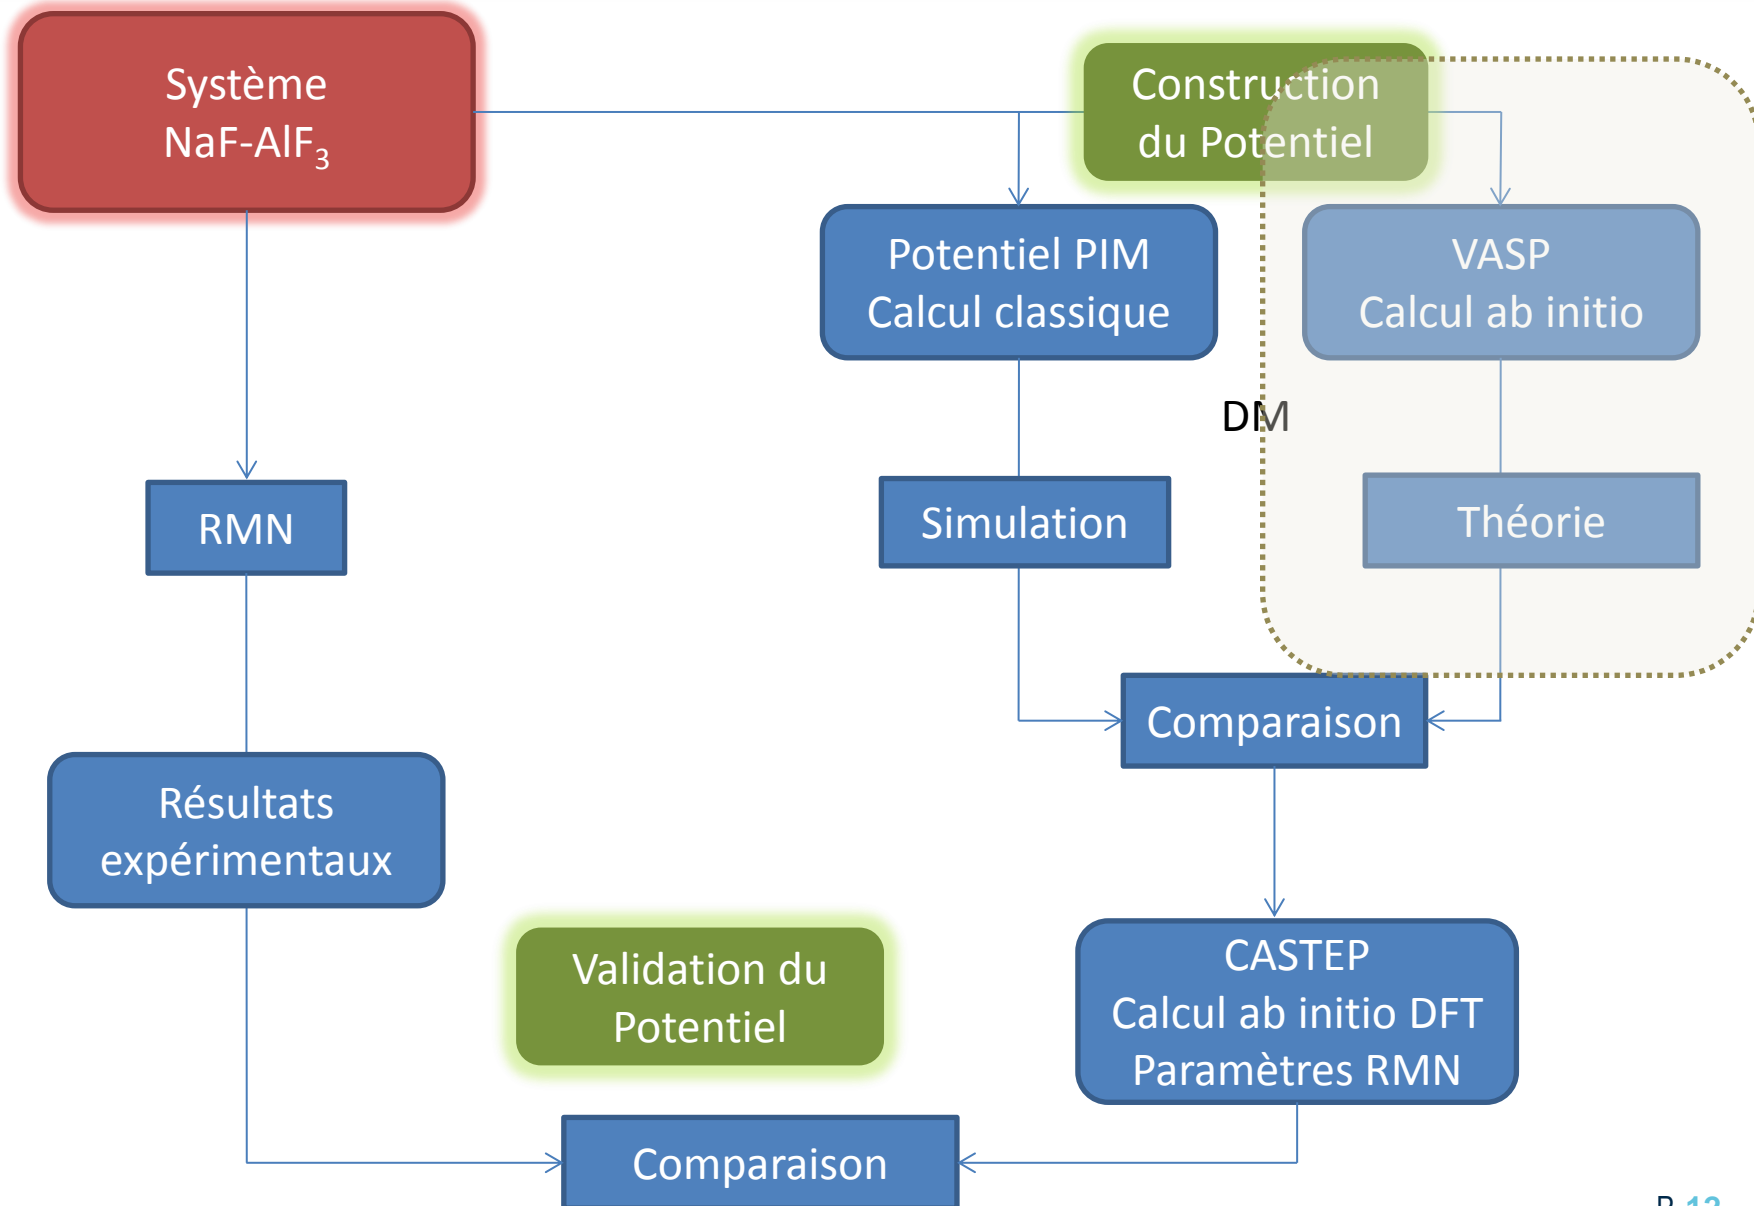 Système
NaF-AlF₃
Construction
du Potentiel
Potentiel PIM
Calcul classique
VASP
Calcul ab initio
DM
RMN
Simulation
Théorie
Comparaison
Résultats
expérimentaux
Validation du
Potentiel
CASTEP
Calcul ab initio DFT
Paramètres RMN
Comparaison
P 12